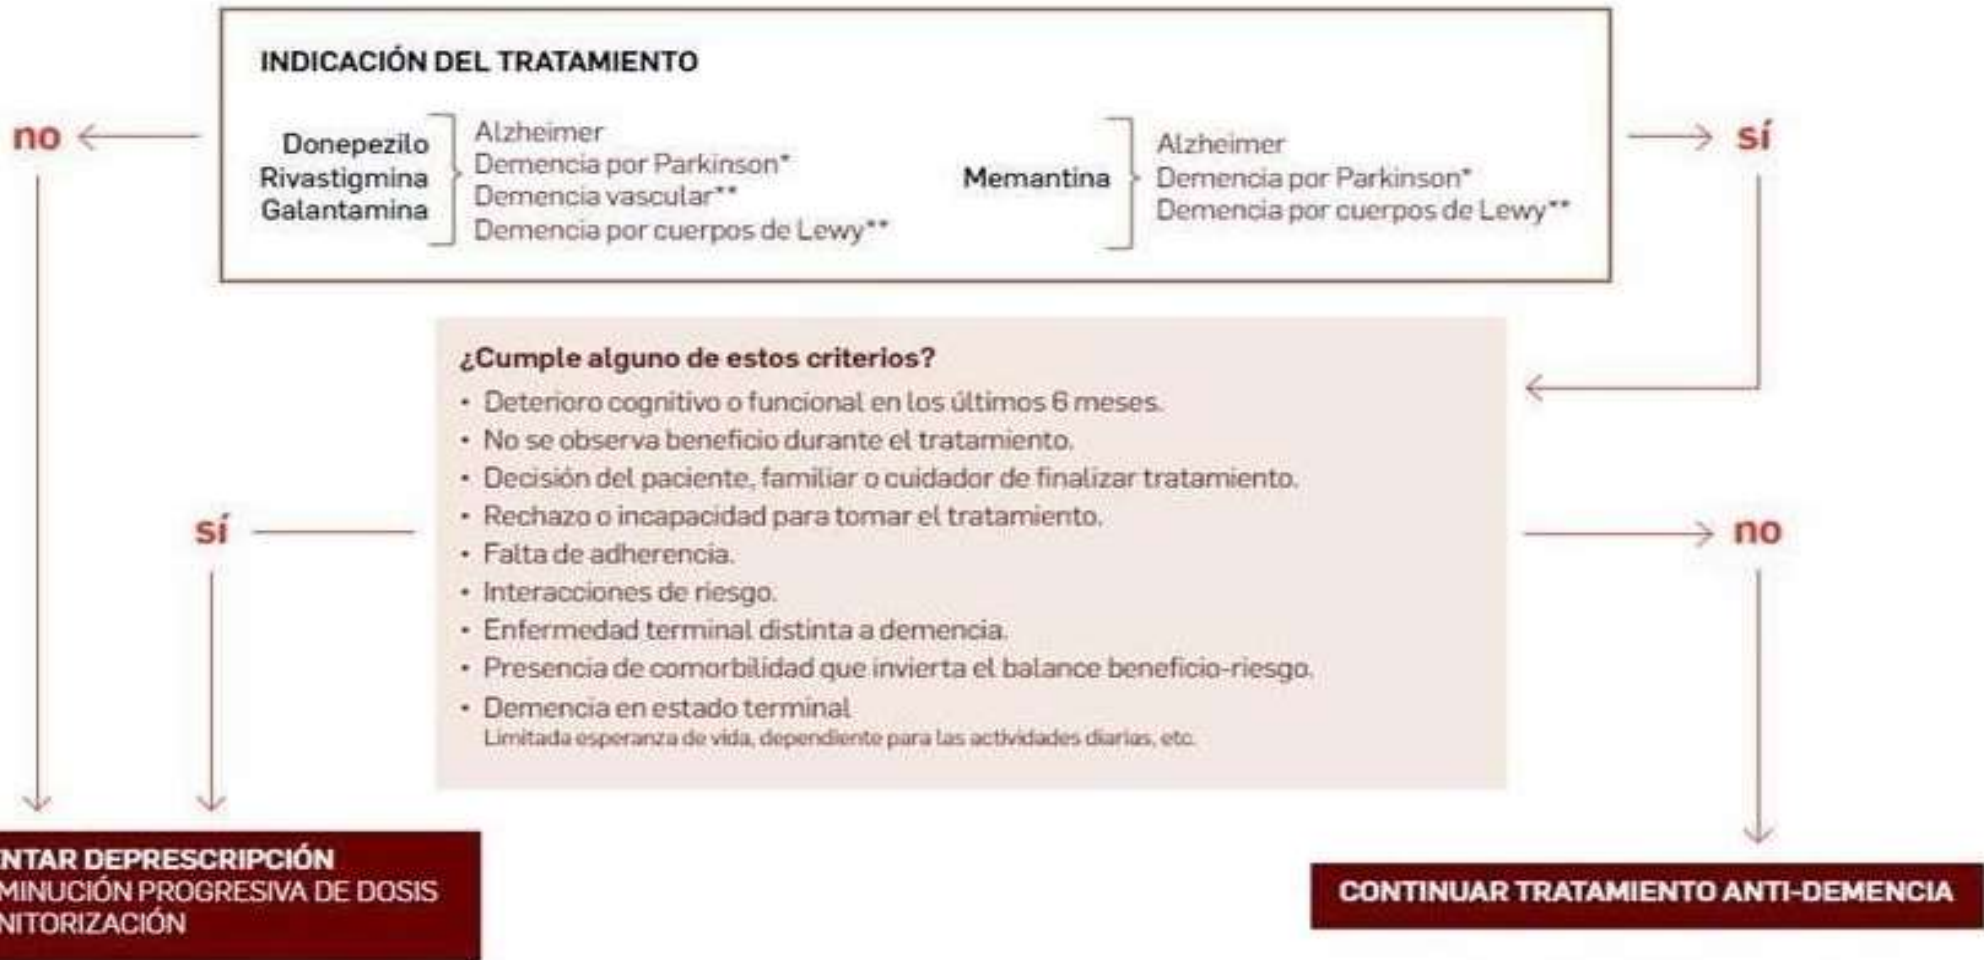 INDICACIÓN DEL TRATAMIENTO
no
Donepezilo
Rivastigmina
Galantamina
Alzheimer
Demencia por Parkinson*
Demencia vascular**
Demencia por cuerpos de Lewy**
Memantina
Alzheimer
Demencia por Parkinson*
Demencia por cuerpos de Lewy**
sí
¿Cumple alguno de estos criterios?
• Deterioro cognitivo o funcional en los últimos 6 meses.
• No se observa beneficio durante el tratamiento.
• Decisión del paciente, familiar o cuidador de finalizar tratamiento.
• Rechazo o incapacidad para tomar el tratamiento.
• Falta de adherencia.
• Interacciones de riesgo.
• Enfermedad terminal distinta a demencia.
• Presencia de comorbilidad que invierta el balance beneficio-riesgo.
• Demencia en estado terminal
Limitada esperanza de vida, dependiente para las actividades diarias, etc.
sí
no
NTAR DEPRESCRIPCIÓN
MINUCIÓN PROGRESIVA DE DOSIS
NITORIZACIÓN
CONTINUAR TRATAMIENTO ANTI-DEMENCIA